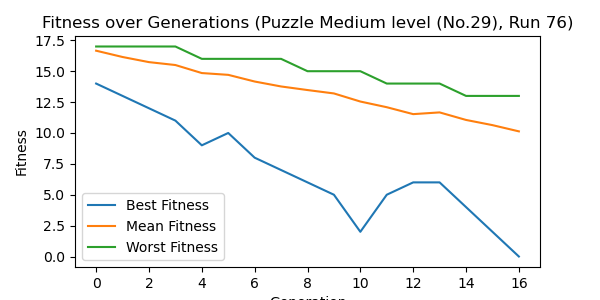 Fitness over Generations (Puzzle Medium level (No.29), Run 76)
17.5
15.0
12.5
10.0
7.5
5.0
2.5
0.0
Fitness
Best Fitness
Mean Fitness
Worst Fitness
0 2 4 6 8 10 12 14 16
Generation